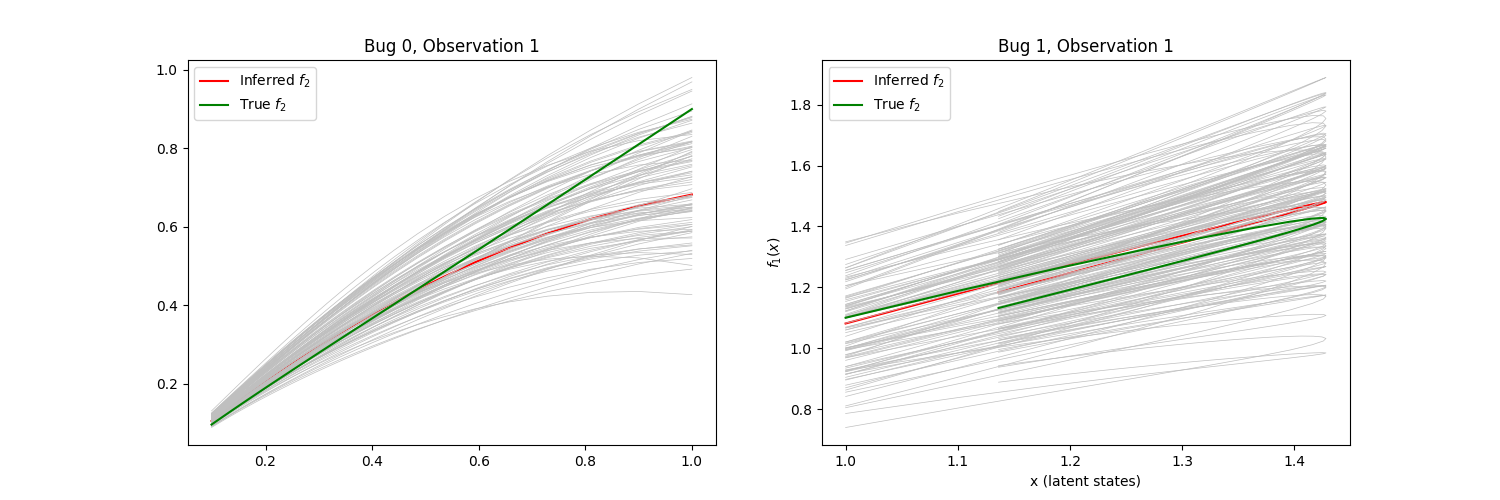 Bug 0, Observation 1
Inferred f₂
True f₂
1.0
0.8
0.6
0.4
0.2
0.2 0.4 0.6 0.8 1.0
Bug 1, Observation 1
Inferred f₂
True f₂
f₁(x)
1.8
1.6
1.4
1.2
1.0
0.8
1.0 1.1 1.2 1.3 1.4
x (latent states)